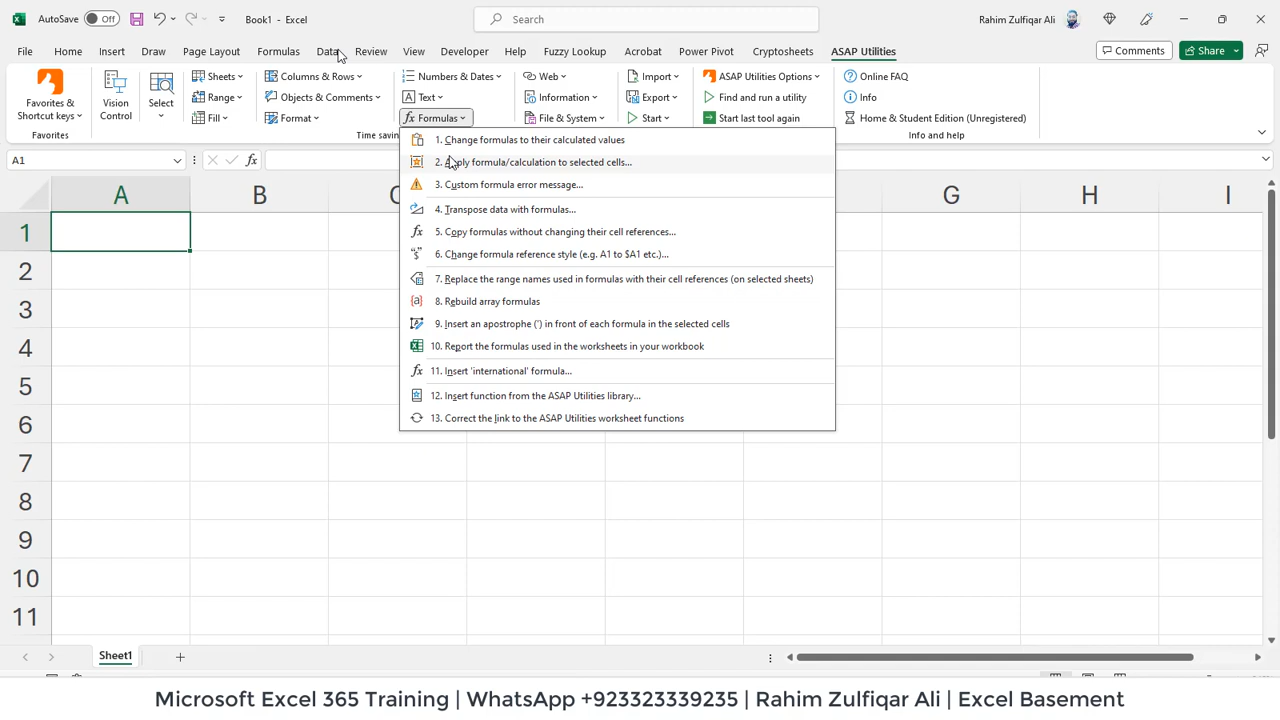 AutoSave Off Book1 - Excel Search Rahim Zulfiqar Ali
File Home Insert Draw Page Layout Formulas Data Review View Developer Help Fuzzy Lookup Acrobat Power Pivot Cryptosheets ASAP Utilities Comments Share
Favorites & Shortcut keys
Favorites
Vision Control
Select
Sheets
Range
Fill
Columns & Rows
Objects & Comments
Format
Numbers & Dates
Text
Formulas
Web
Information
File & System
Import
Export
Start
ASAP Utilities Options
Find and run a utility
Start last tool again
Online FAQ
Info
Home & Student Edition (Unregistered)
Info and help
1. Change formulas to their calculated values
2. Apply formula/calculation to selected cells...
3. Custom formula error message...
4. Transpose data with formulas...
5. Copy formulas without changing their cell references...
6. Change formula reference style (e.g. A1 to $A1 etc.)...
7. Replace the range names used in formulas with their cell references (on selected sheets)
8. Rebuild array formulas
9. Insert an apostrophe (') in front of each formula in the selected cells
10. Report the formulas used in the worksheets in your workbook
11. Insert 'international' formula...
12. Insert function from the ASAP Utilities library...
13. Correct the link to the ASAP Utilities worksheet functions
A1 fx
A B C G H I
1
2
3
4
5
6
7
8
9
10
11
Sheet1
Microsoft Excel 365 Training | WhatsApp +923323339235 | Rahim Zulfiqar Ali | Excel Basement